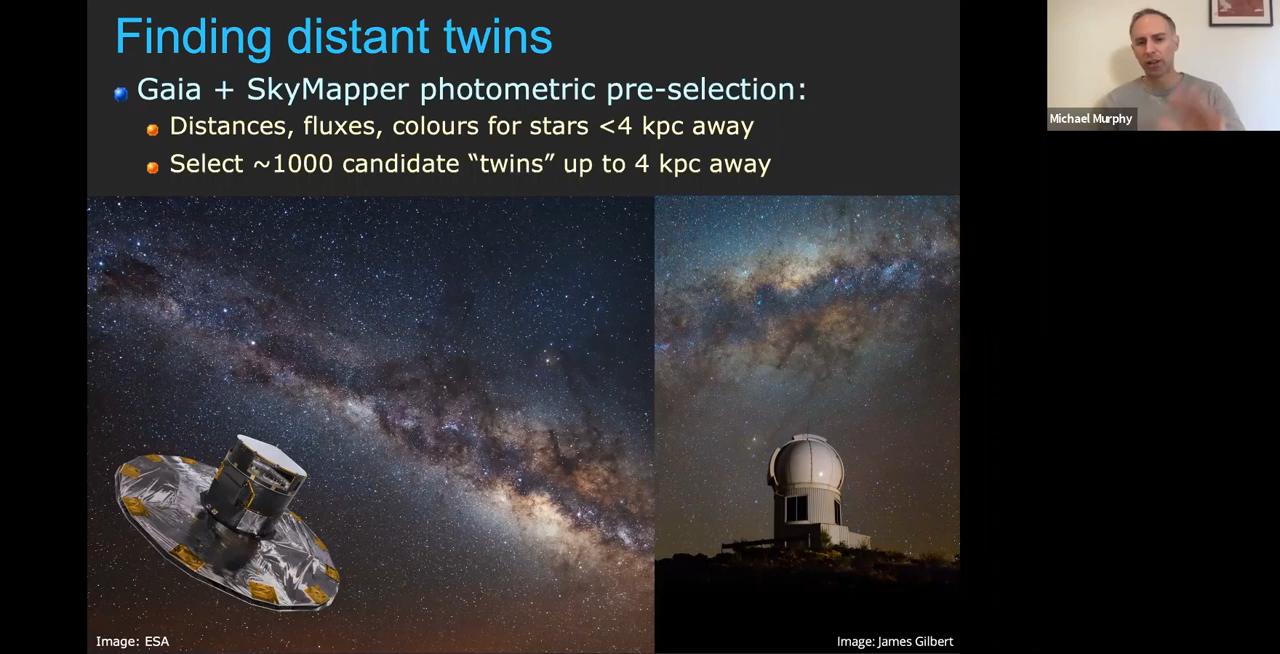 Finding distant twins
Gaia + SkyMapper photometric pre-selection:
Distances, fluxes, colours for stars <4 kpc away
Select ~1000 candidate “twins” up to 4 kpc away
Michael Murphy
Image: ESA
Image: James Gilbert